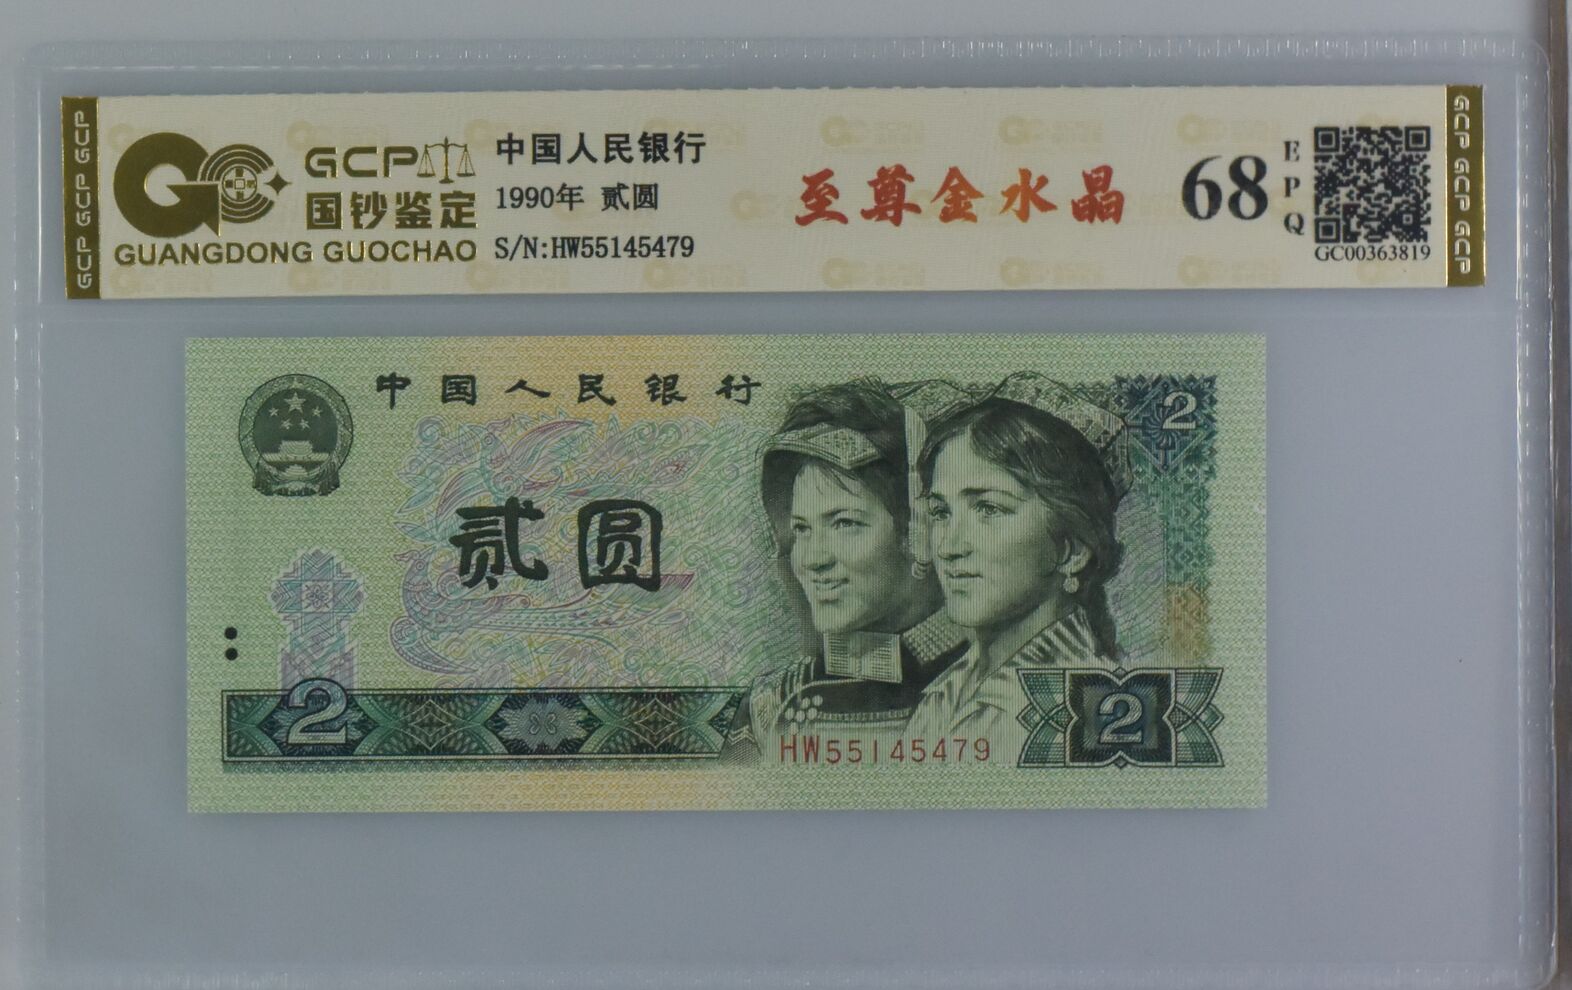 GCP GCP GCP
GCP
国钞鉴定
GUANGDONG GUOCHAO
中国人民银行
1990年 贰圆
S/N:HW55145479
至尊金水晶
68
EPQ
GC00363819
GCP GCP GCP
中国人民银行
2
贰圆
2
HW55145479
2